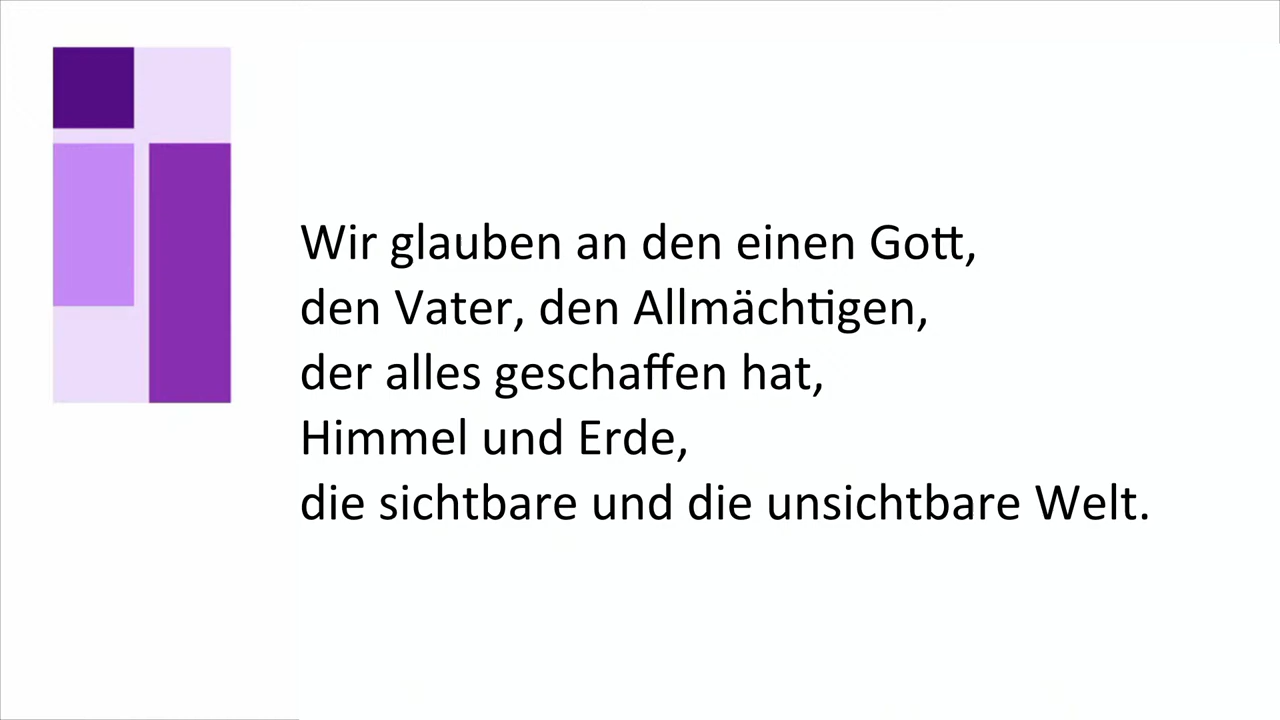 Wir glauben an den einen Gott,
den Vater, den Allmächtigen,
der alles geschaffen hat,
Himmel und Erde,
die sichtbare und die unsichtbare Welt.